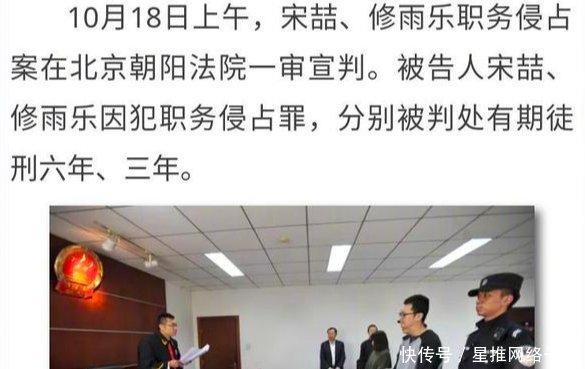 10月18日上午，宋喆、修雨乐职务侵占
案在北京朝阳法院一审宣判。被告人宋喆、
修雨乐因犯职务侵占罪，分别被判处有期徒
刑六年、三年。
快传号／星推网络